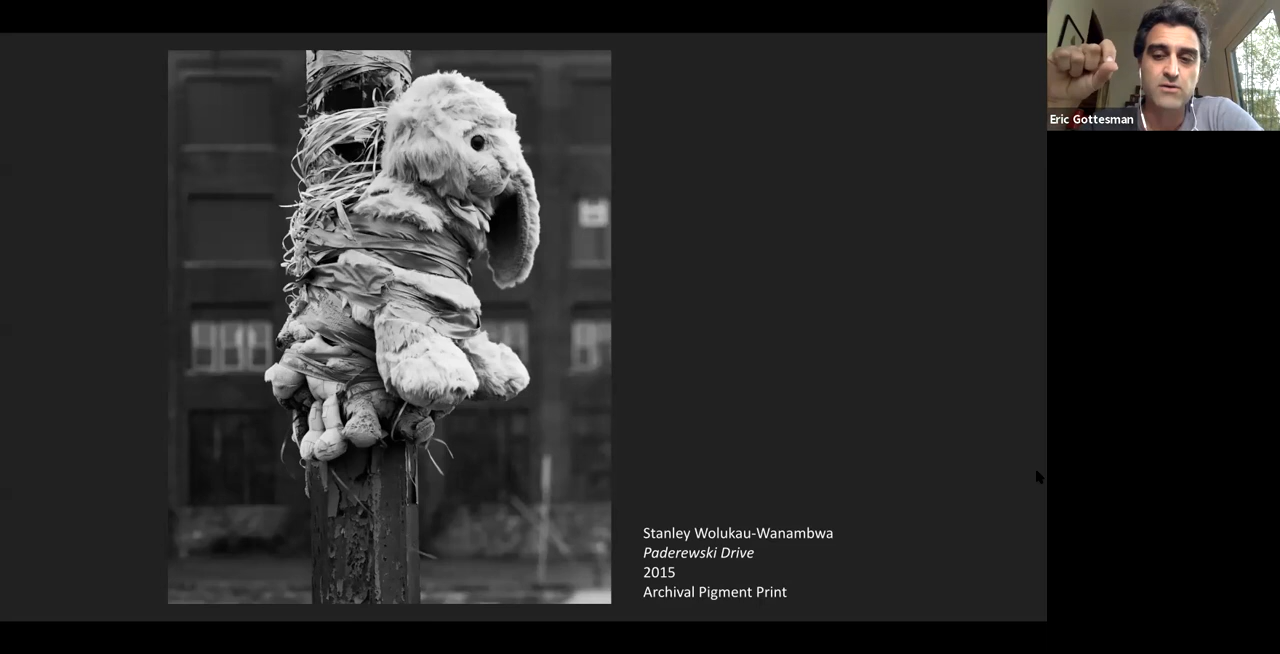 Eric Gottesman
Stanley Wolukau-Wanambwa
Paderewski Drive
2015
Archival Pigment Print